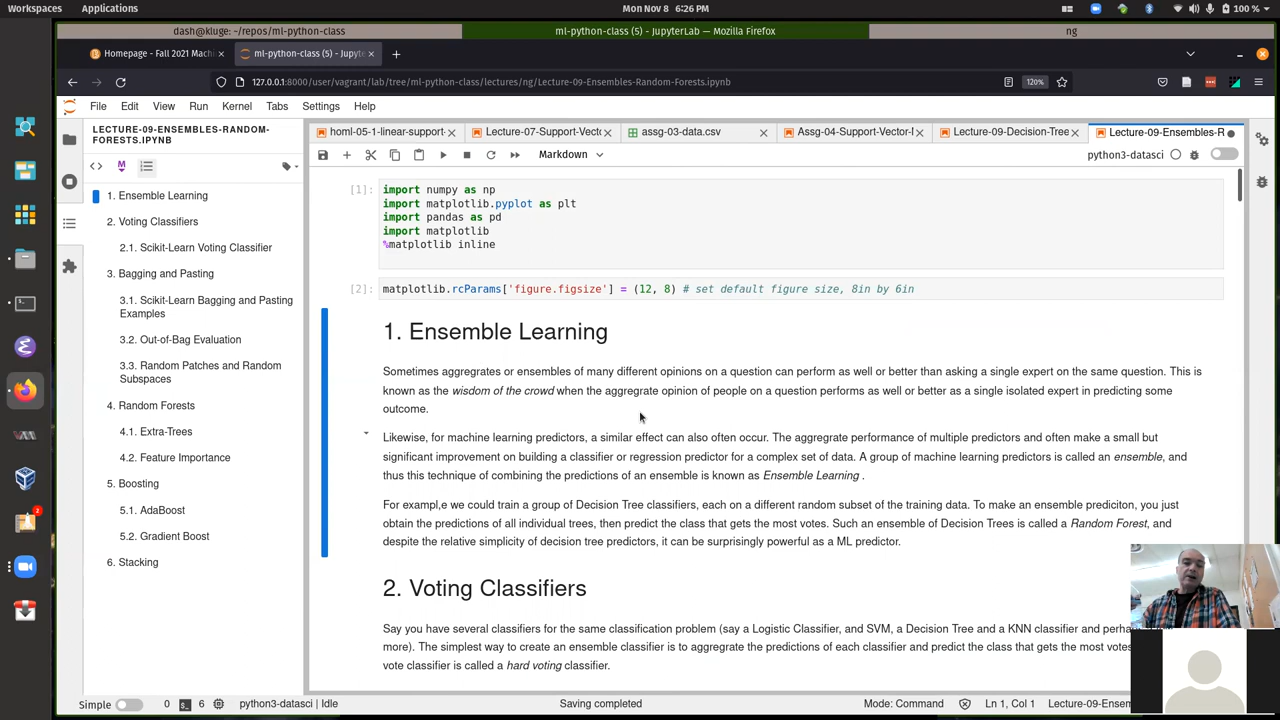 Workspaces Applications Mon Nov 8 6:26 PM 100 %
dash@kluge: ~/repos/ml-python-class ml-python-class (5) — JupyterLab — Mozilla Firefox ng
Homepage - Fall 2021 Mac ml-python-class (5) - Jupyte
127.0.0.1:8000/user/vagrant/lab/tree/ml-python-class/lectures/ng/Lecture-09-Ensembles-Random-Forests.ipynb 120%
File Edit View Run Kernel Tabs Settings Help
LECTURE-09-ENSEMBLES-RANDOM-
FORESTS.IPYNB
homl-05-1-linear-support- Lecture-07-Support-Vecto assg-03-data.csv Assg-04-Support-Vector-I Lecture-09-Decision-Tree Lecture-09-Ensembles-R
Markdown python3-datasci
1. Ensemble Learning
2. Voting Classifiers
2.1. Scikit-Learn Voting Classifier
3. Bagging and Pasting
3.1. Scikit-Learn Bagging and Pasting
Examples
3.2. Out-of-Bag Evaluation
3.3. Random Patches and Random
Subspaces
4. Random Forests
4.1. Extra-Trees
4.2. Feature Importance
5. Boosting
5.1. AdaBoost
5.2. Gradient Boost
6. Stacking
[1]: import numpy as np
import matplotlib.pyplot as plt
import pandas as pd
import matplotlib
%matplotlib inline
[2]: matplotlib.rcParams['figure.figsize'] = (12, 8) # set default figure size, 8in by 6in
1. Ensemble Learning
Sometimes aggregates or ensembles of many different opinions on a question can perform as well or better than asking a single expert on the same question. This is
known as the wisdom of the crowd when the aggregrate opinion of people on a question performs as well or better as a single isolated expert in predicting some
outcome.
Likewise, for machine learning predictors, a similar effect can also often occur. The aggregrate performance of multiple predictors and often make a small but
significant improvement on building a classifier or regression predictor for a complex set of data. A group of machine learning predictors is called an ensemble, and
thus this technique of combining the predictions of an ensemble is known as Ensemble Learning .
For exampl,e we could train a group of Decision Tree classifiers, each on a different random subset of the training data. To make an ensemble prediciton, you just
obtain the predictions of all individual trees, then predict the class that gets the most votes. Such an ensemble of Decision Trees is called a Random Forest, and
despite the relative simplicity of decision tree predictors, it can be surprisingly powerful as a ML predictor.
2. Voting Classifiers
Say you have several classifiers for the same classification problem (say a Logistic Classifier, and SVM, a Decision Tree and a KNN classifier and perha
more). The simplest way to create an ensemble classifier is to aggregate the predictions of each classifier and predict the class that gets the most votes
vote classifier is called a hard voting classifier.
Simple 0 6 python3-datasci | Idle Saving completed Mode: Command Ln 1, Col 1 Lecture-09-Ensem